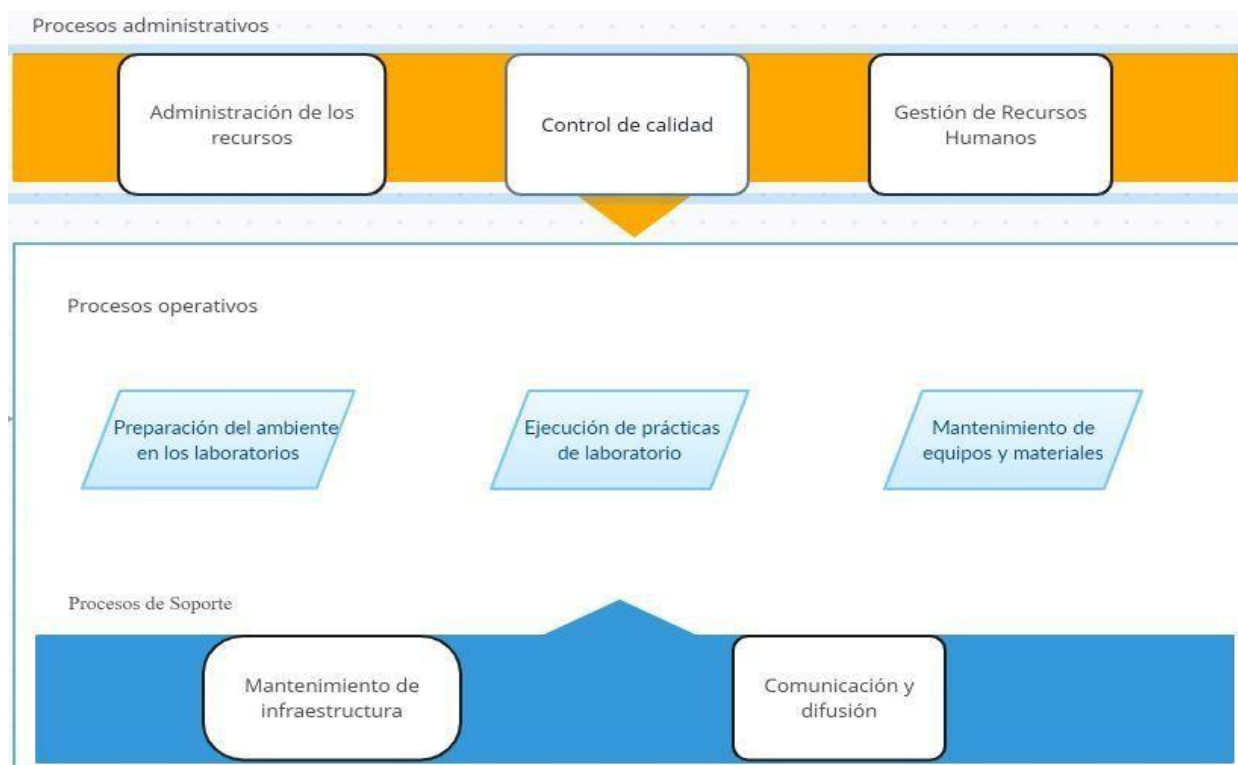 Procesos administrativos
Administración de los
recursos
Control de calidad
Gestión de Recursos
Humanos
Procesos operativos
Preparación del ambiente
en los laboratorios
Ejecución de prácticas
de laboratorio
Mantenimiento de
equipos y materiales
Procesos de Soporte
Mantenimiento de
infraestructura
Comunicación y
difusión